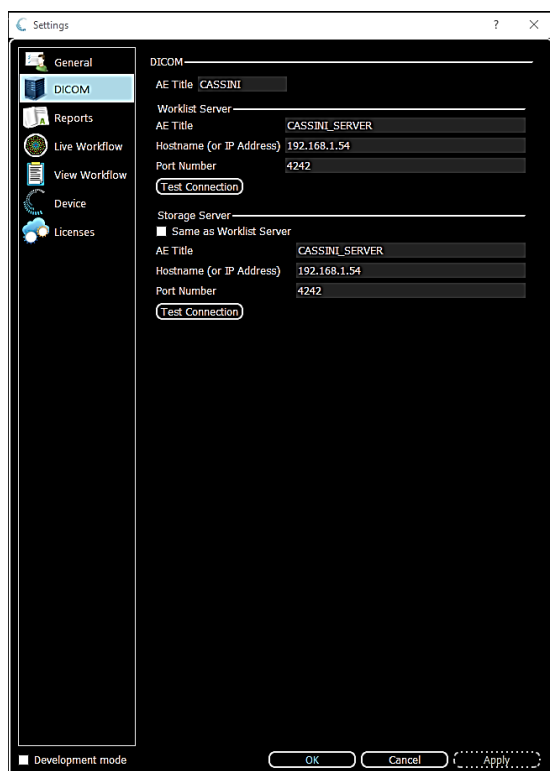 Settings
?
General
DICOM
Reports
Live Workflow
View Workflow
Device
Licenses
DICOM
AE Title CASSINI
Worklist Server
AE Title CASSINI_SERVER
Hostname (or IP Address) 192.168.1.54
Port Number 4242
Test Connection
Storage Server
Same as Worklist Server
AE Title CASSINI_SERVER
Hostname (or IP Address) 192.168.1.54
Port Number 4242
Test Connection
Development mode
OK Cancel Apply